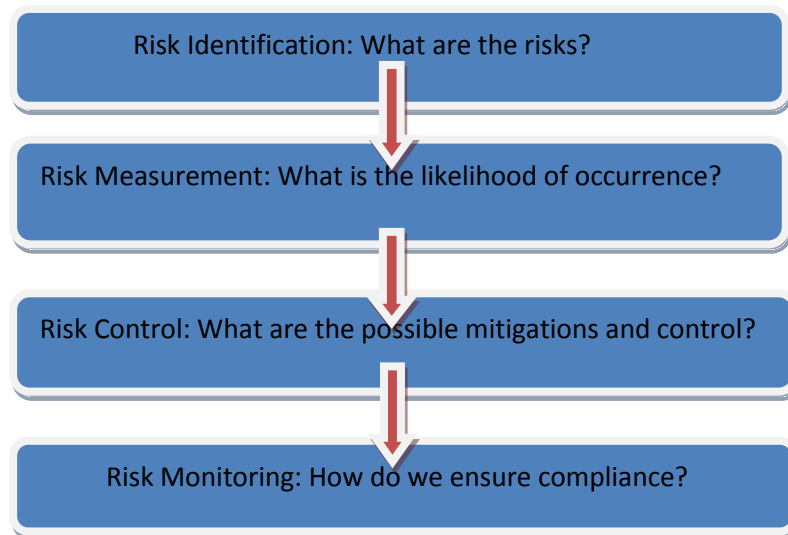 Risk Identification: What are the risks?
Risk Measurement: What is the likelihood of occurrence?
Risk Control: What are the possible mitigations and control?
Risk Monitoring: How do we ensure compliance?